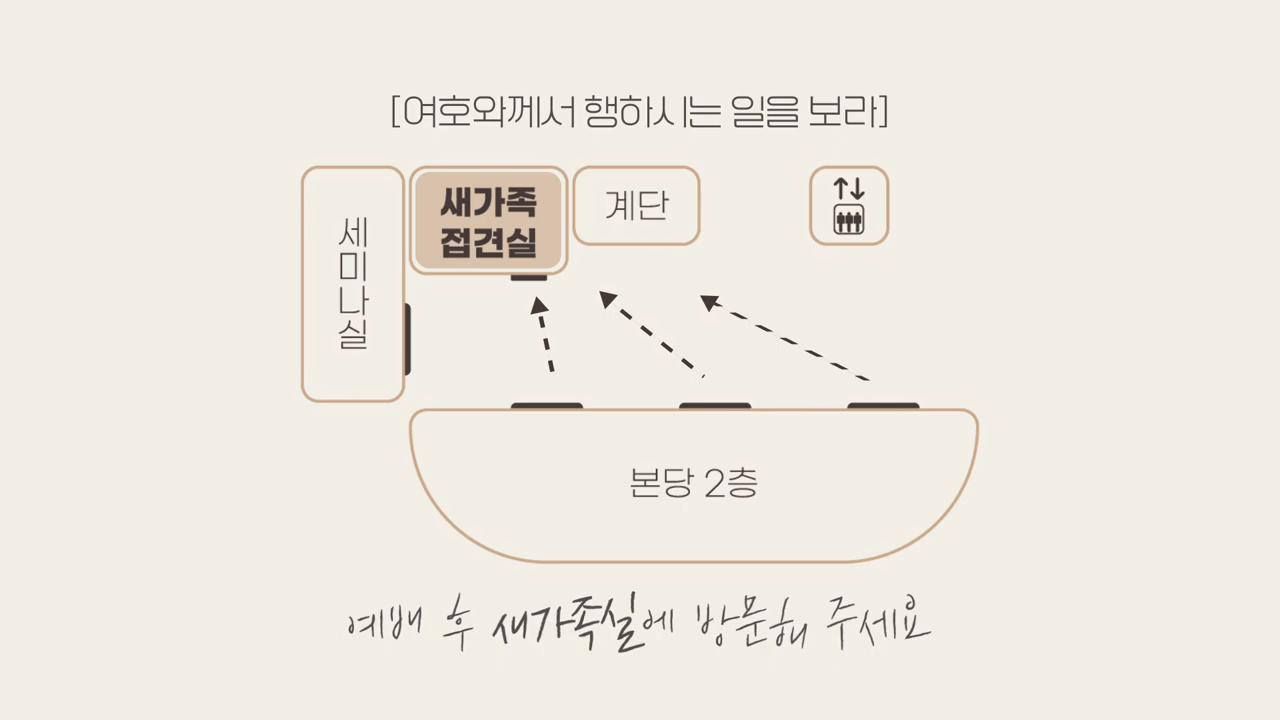 [여호와께서 행하시는 일을 보라]
세미나실
새가족
접견실
계단
본당 2층
예배 후 새가족실에 방문해 주세요